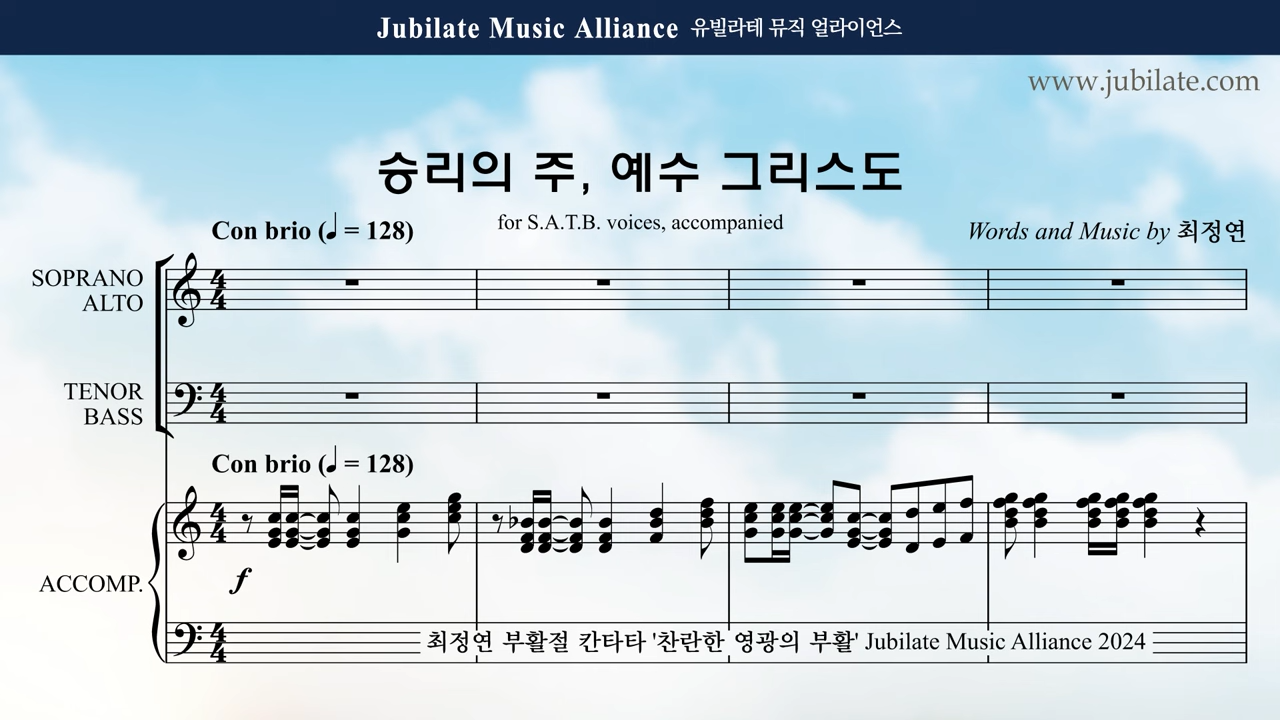 Jubilate Music Alliance 유빌라테 뮤직 얼라이언스
www.jubilate.com
승리의 주, 예수 그리스도
for S.A.T.B. voices, accompanied
Con brio (♩ = 128)
Words and Music by 최정연
SOPRANO
ALTO
TENOR
BASS
Con brio (♩ = 128)
ACCOMP.
f
최정연 부활절 칸타타 '찬란한 영광의 부활' Jubilate Music Alliance 2024